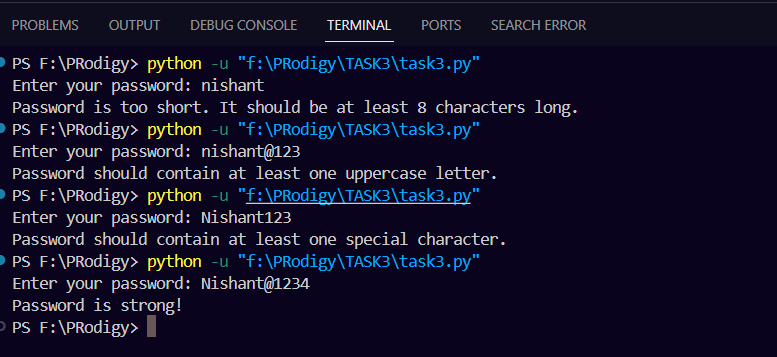 PROBLEMS OUTPUT DEBUG CONSOLE TERMINAL PORTS SEARCH ERROR
PS F:\PRodigy> python -u "f:\PRodigy\TASK3\task3.py"
Enter your password: nishant
Password is too short. It should be at least 8 characters long.
PS F:\PRodigy> python -u "f:\PRodigy\TASK3\task3.py"
Enter your password: nishant@123
Password should contain at least one uppercase letter.
PS F:\PRodigy> python -u "f:\PRodigy\TASK3\task3.py"
Enter your password: Nishant123
Password should contain at least one special character.
PS F:\PRodigy> python -u "f:\PRodigy\TASK3\task3.py"
Enter your password: Nishant@1234
Password is strong!
PS F:\PRodigy>